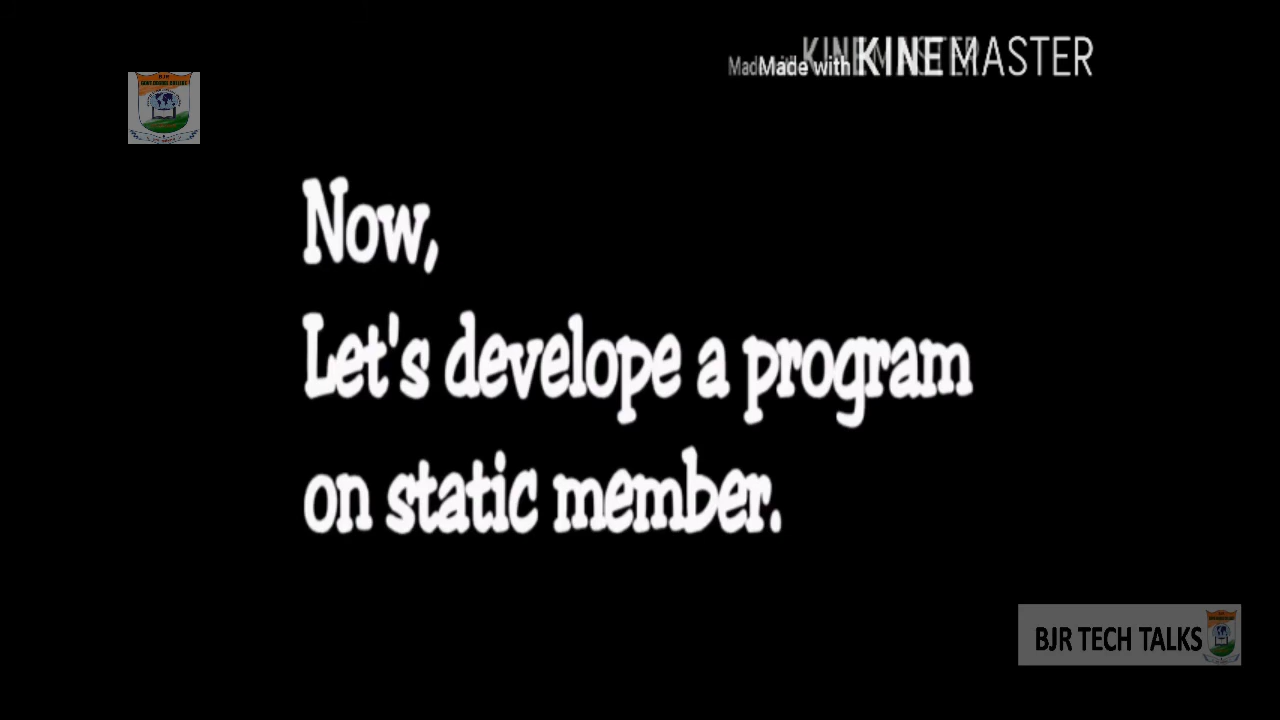 Made with KINEMASTER
Now,
Let's develope a program
on static member.
BJR TECH TALKS